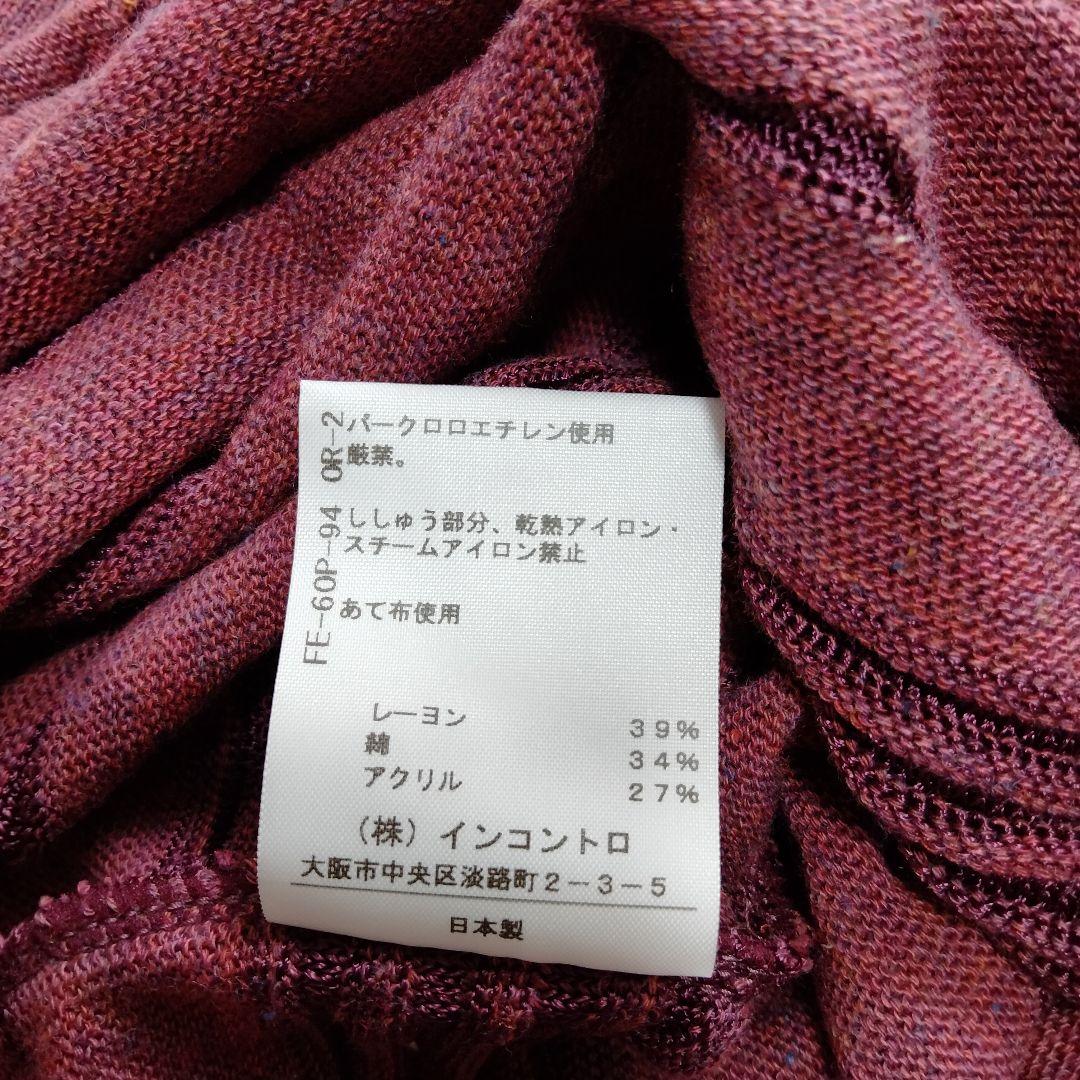 パークロロエチレン使用
厳禁。
ししゅう部分、乾熱アイロン・
スチームアイロン禁止
あて布使用
レーヨン 39%
綿 34%
アクリル 27%
(株)インコントロ
大阪市中央区淡路町2-3-5
日本製
FE-60P-94 OR-2